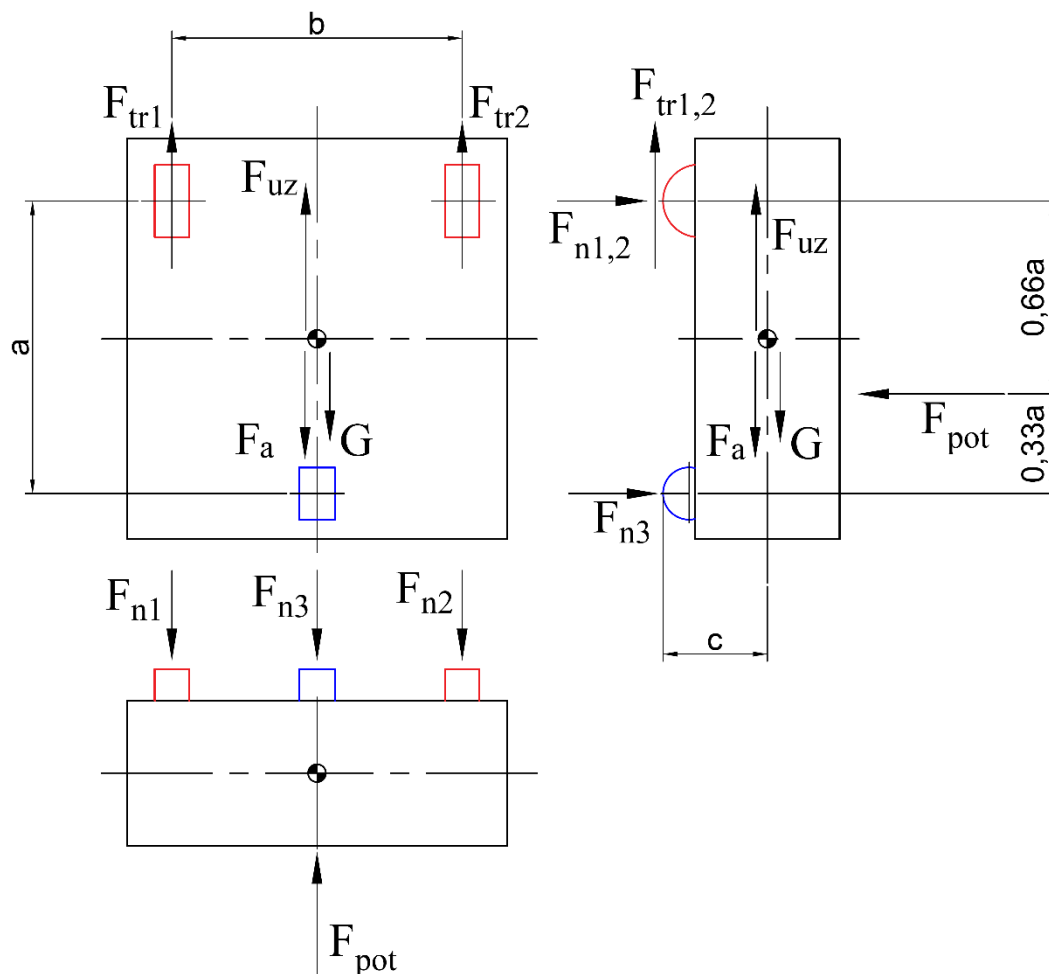 b
F_tr1
F_tr2
F_uz
a
F_a
G
F_tr1,2
F_n1,2
F_uz
0,66a
F_pot
F_a
G
0,33a
F_n3
c
F_n1
F_n3
F_n2
F_pot